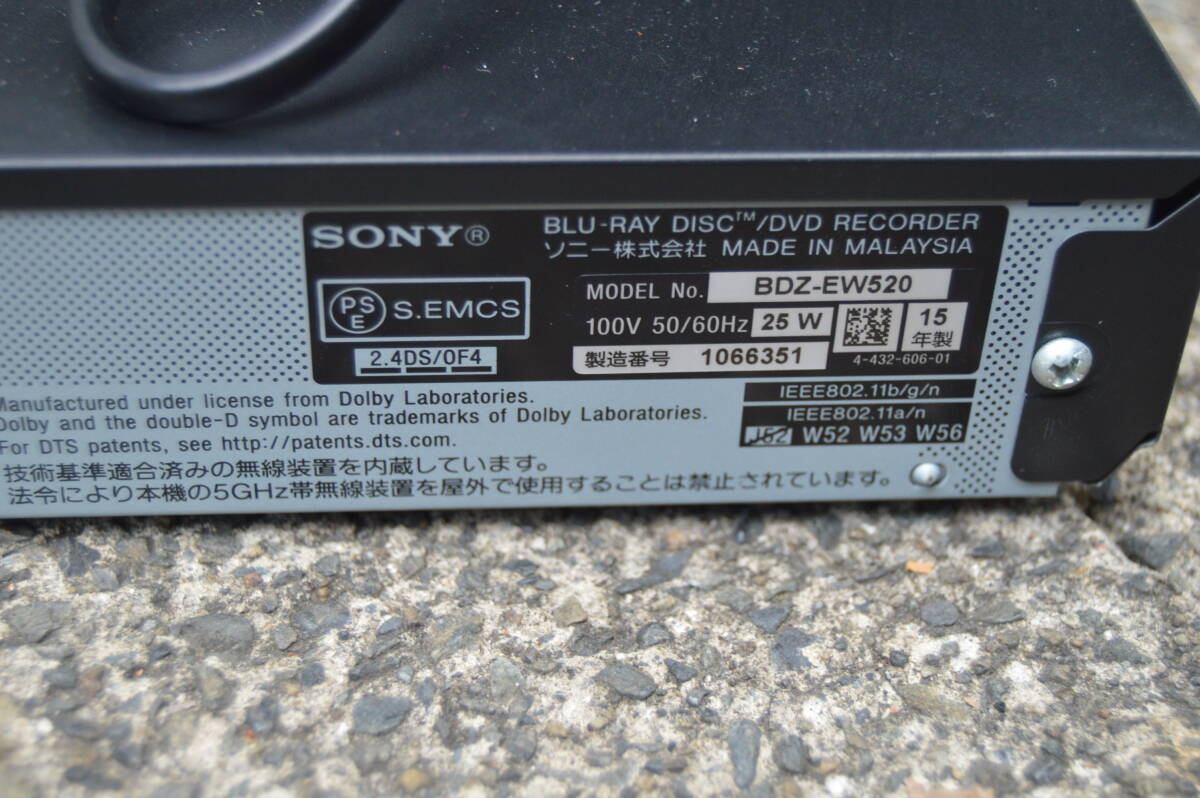 SONY®
BLU-RAY DISC™/DVD RECORDER
ソニー株式会社 MADE IN MALAYSIA
PSE S.EMCS
MODEL No. BDZ-EW520
100V 50/60Hz 25 W
15年製
製造番号 1066351
4-432-606-01
2.4DS/OF4
IEEE802.11b/g/n
IEEE802.11a/n
J52 W52 W53 W56
Manufactured under license from Dolby Laboratories.
Dolby and the double-D symbol are trademarks of Dolby Laboratories.
For DTS patents, see http://patents.dts.com.
技術基準適合済みの無線装置を内蔵しています。
法令により本機の5GHz帯無線装置を屋外で使用することは禁止されています。